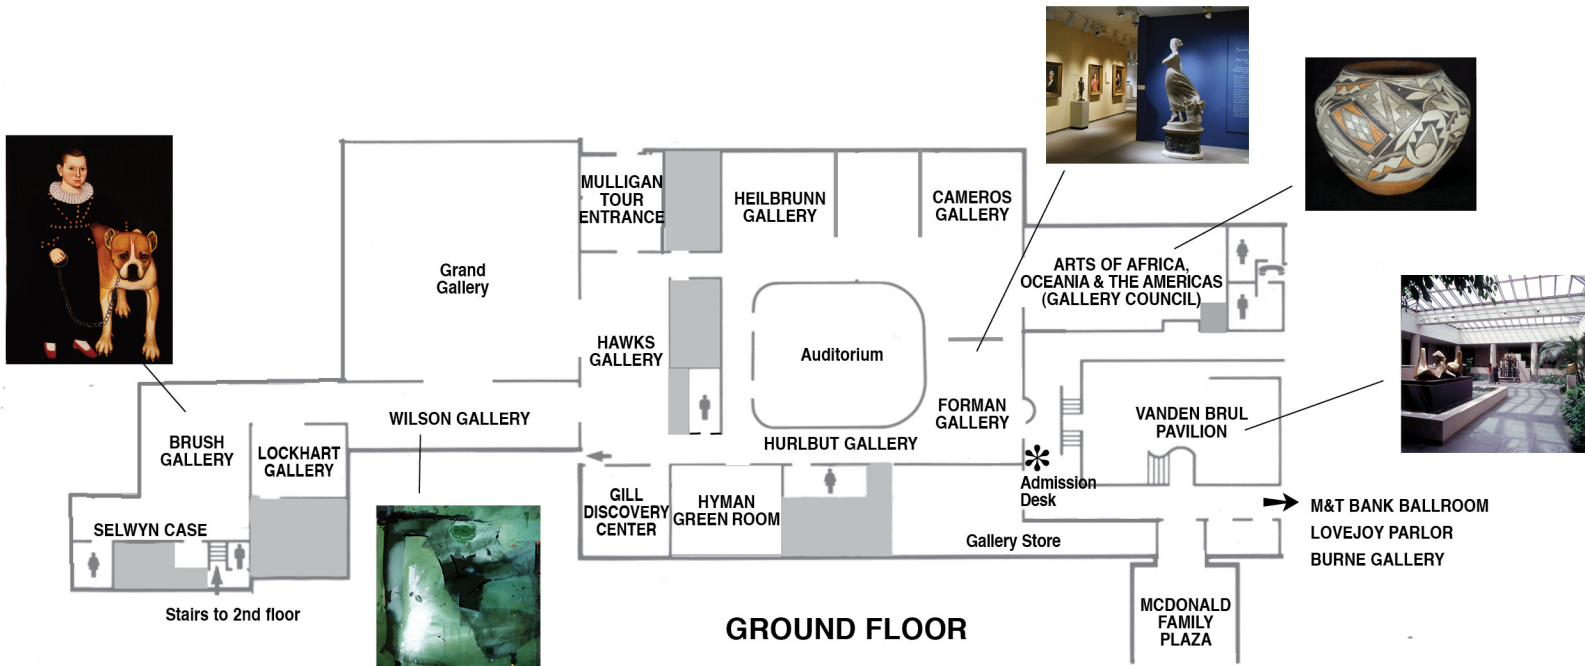 MULLIGAN
TOUR
ENTRANCE
HEILBRUNN
GALLERY
CAMEROS
GALLERY
Grand
Gallery
ARTS OF AFRICA,
OCEANIA & THE AMERICAS
(GALLERY COUNCIL)
HAWKS
GALLERY
Auditorium
WILSON GALLERY
FORMAN
GALLERY
VANDEN BRUL
PAVILION
BRUSH
GALLERY
LOCKHART
GALLERY
HURLBUT GALLERY
*
Admission
Desk
GILL
DISCOVERY
CENTER
HYMAN
GREEN ROOM
SELWYN CASE
Gallery Store
M&T BANK BALLROOM
LOVEJOY PARLOR
BURNE GALLERY
Stairs to 2nd floor
GROUND FLOOR
MCDONALD
FAMILY
PLAZA